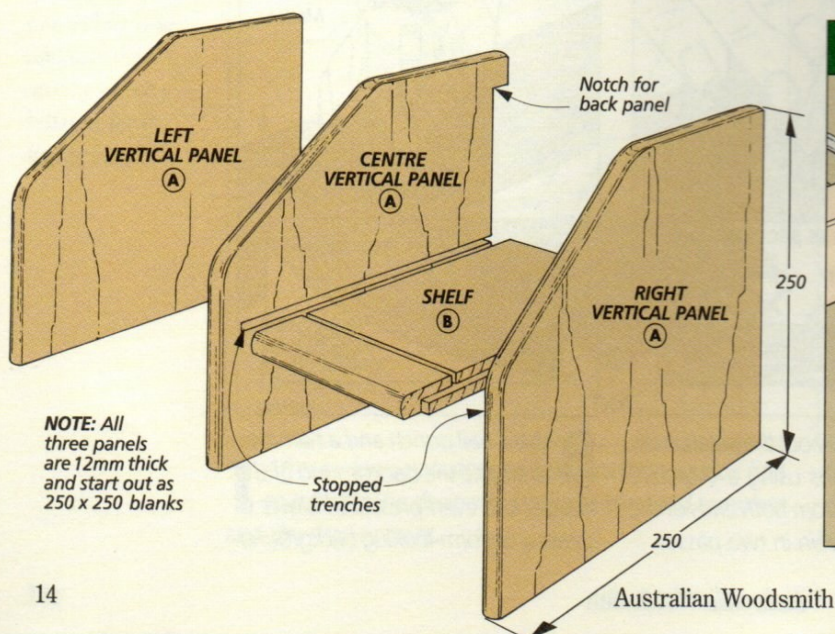 Notch for
back panel
LEFT
VERTICAL PANEL
A
CENTRE
VERTICAL PANEL
A
250
SHELF
B
RIGHT
VERTICAL PANEL
A
NOTE: All
three panels
are 12mm thick
and start out as
250 x 250 blanks
Stopped
trenches
250
14
Australian Woodsmith